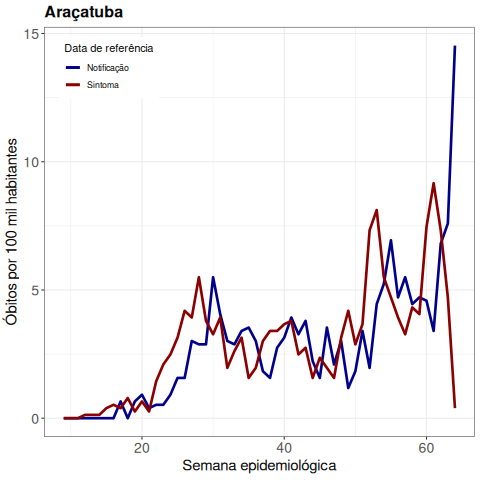 Araçatuba
Data de referência
Notificação
Sintoma
Óbitos por 100 mil habitantes
15
10
5
0
20
40
60
Semana epidemiológica